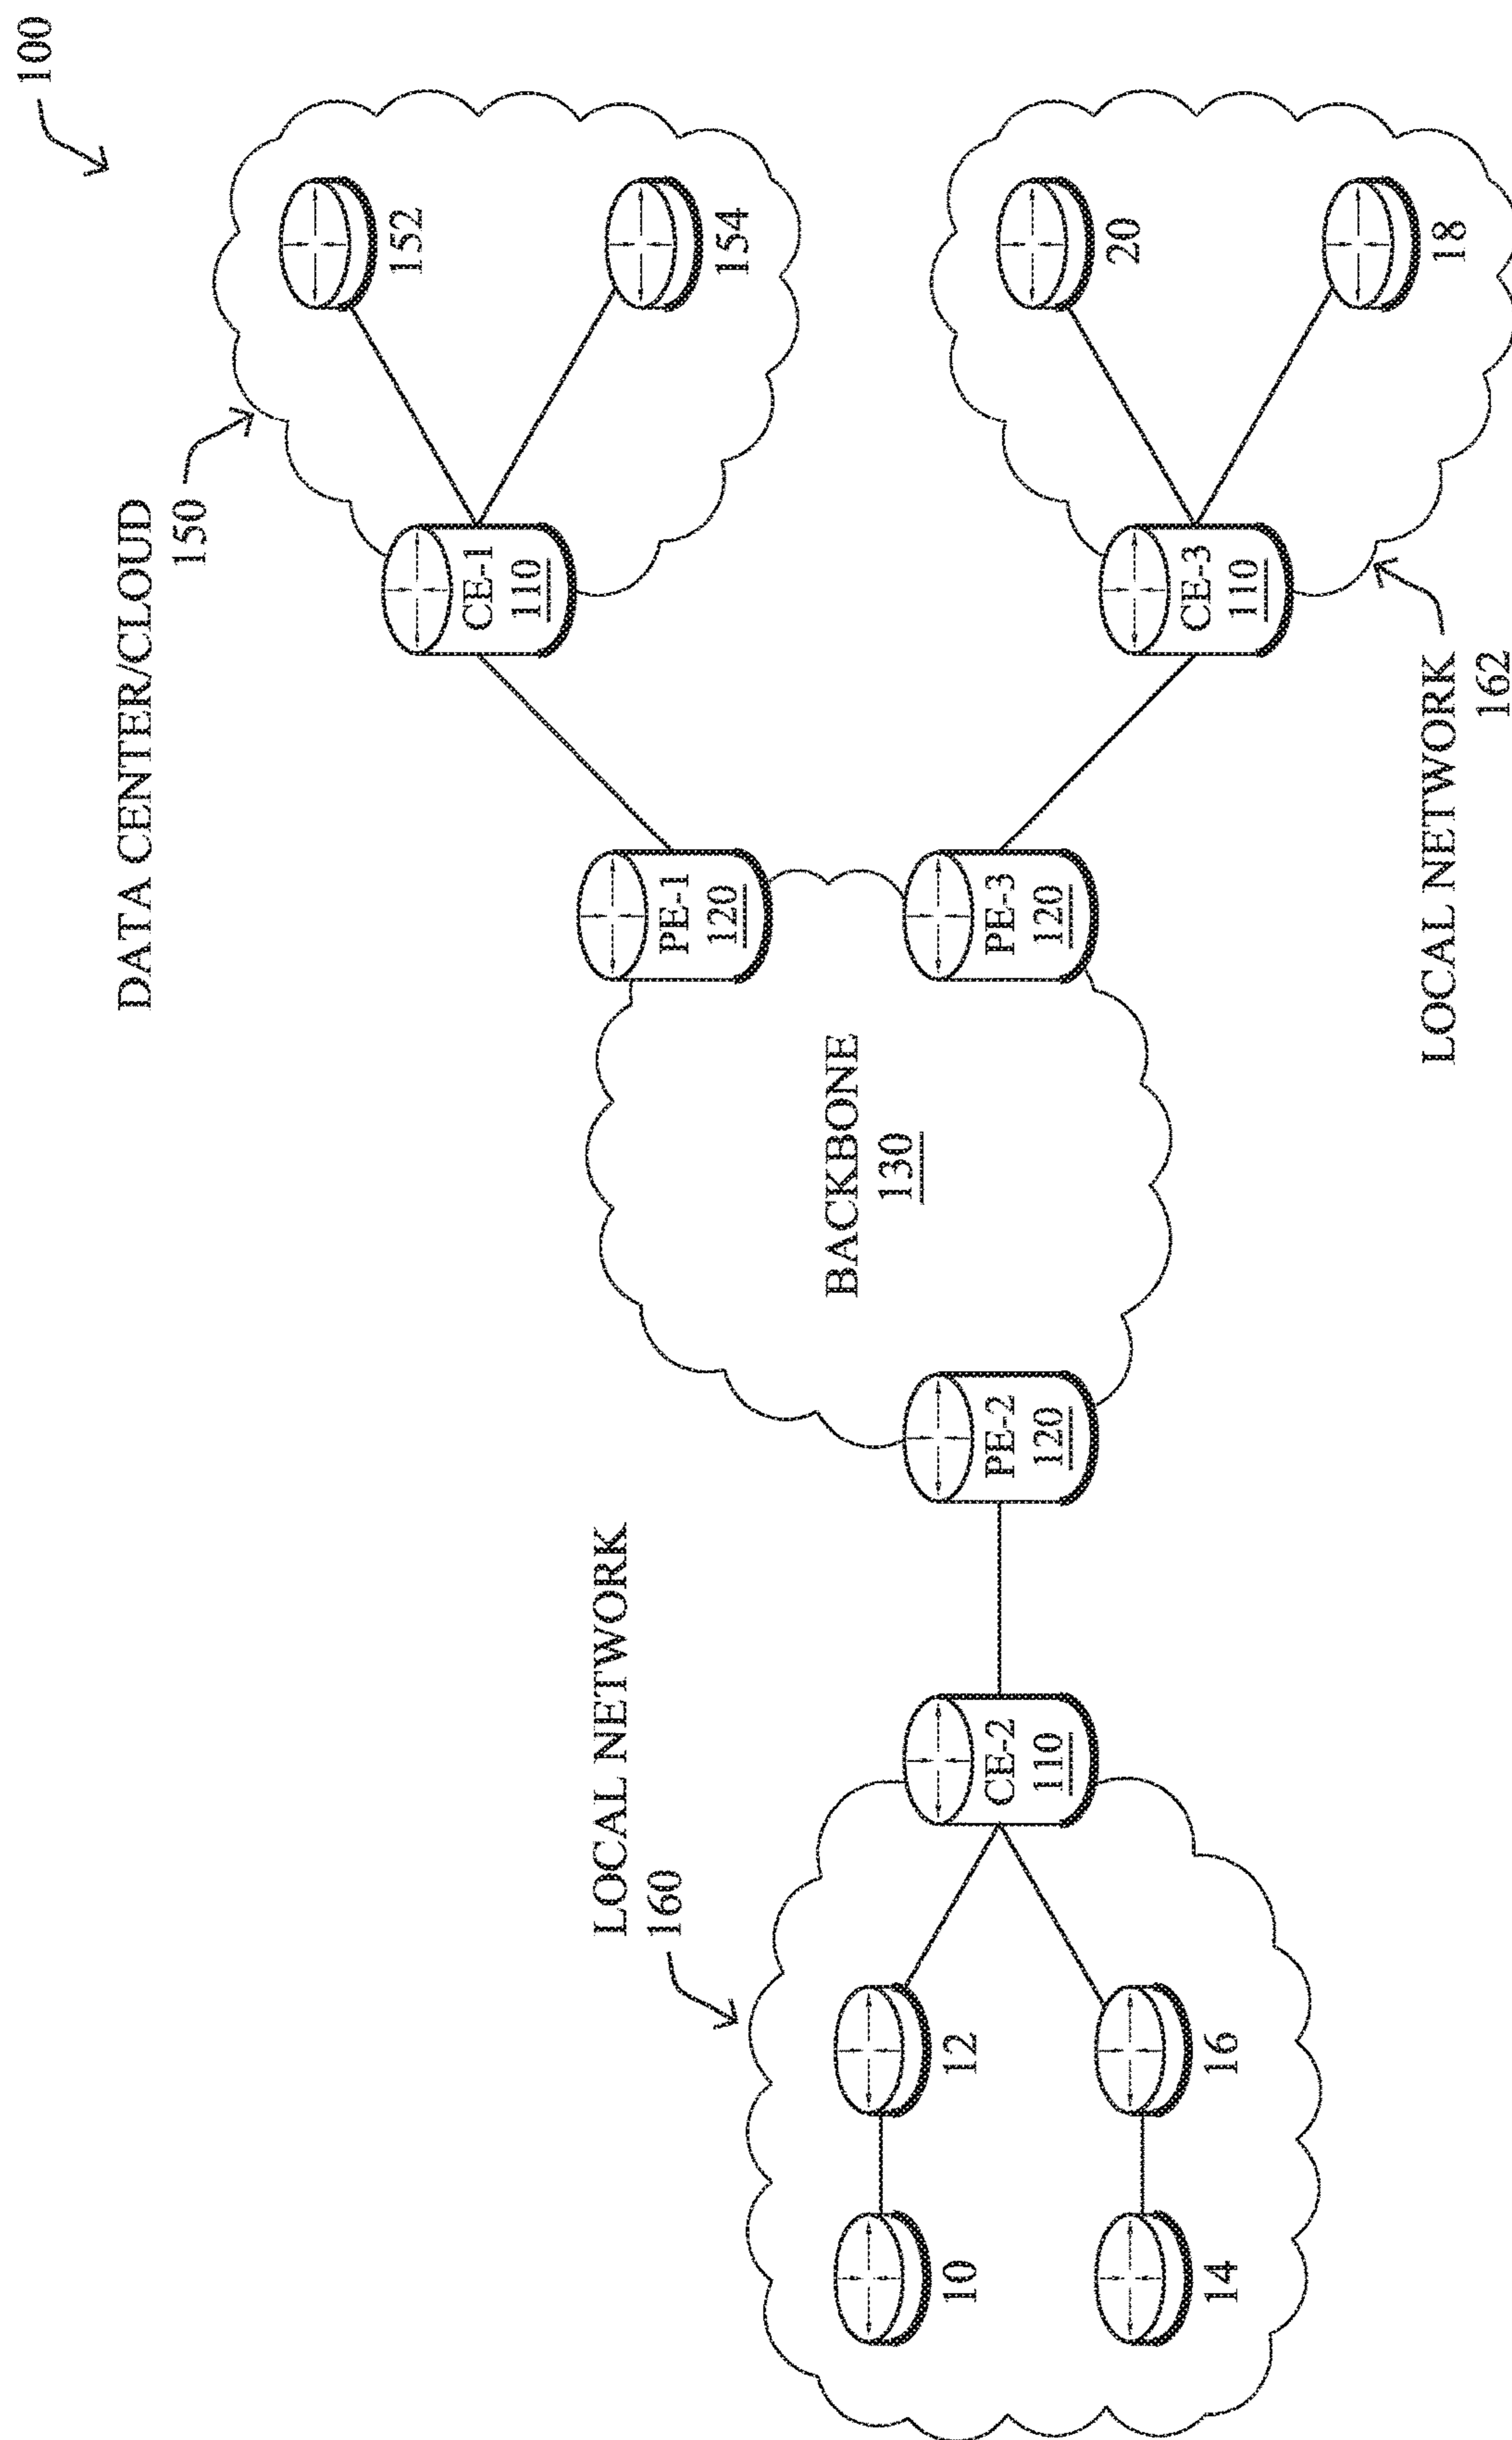 100
DATA CENTER/CLOUD
150
152
154
CE-1
110
PE-1
120
BACKBONE
130
PE-3
120
CE-3
110
20
18
LOCAL NETWORK
162
PE-2
120
LOCAL NETWORK
160
CE-2
110
12
16
10
14